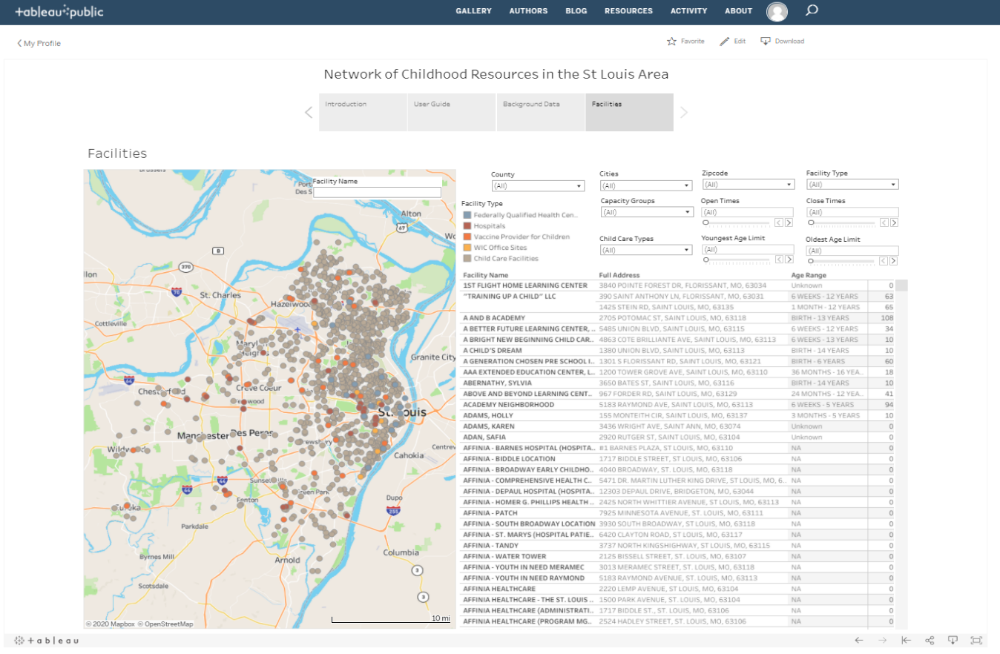 +ableau public
GALLERY AUTHORS BLOG RESOURCES ACTIVITY ABOUT
My Profile
Favorite Edit Download
Network of Childhood Resources in the St Louis Area
Introduction User Guide Background Data Facilities
Facilities
Facility Name
Alton
67
B
370
70
St. Charles
Hazelwood
Cottleville
Granite City
44
Creve Coeur
St. Louis
Manchester Des Peres
Cahokia
44
44
Green Park
Fenton
Dupo
255
Eureka
Parkdale
Columbia
Byrnes Mill
Arnold
3
Scotsdale
3
10 mi
© 2020 Mapbox © OpenStreetMap
County Cities Zipcode Facility Type
(All) (All) (All) (All)
Facility Type Capacity Groups Open Times Close Times
Federally Qualified Health Cen.. (All) (All) (All)
Hospitals
Vaccine Provider for Children Child Care Types Youngest Age Limit Oldest Age Limit
WIC Office Sites (All) (All) (All)
Child Care Facilities
Facility Name Full Address Age Range
1ST FLIGHT HOME LEARNING CENTER 3840 POINTE FOREST DR, FLORISSANT, MO, 63034 Unknown 0
"TRAINING UP A CHILD" LLC 390 SAINT ANTHONY LN, FLORISSANT, MO, 63031 6 WEEKS - 12 YEARS 63
1425 STEIN RD, SAINT LOUIS, MO, 63135 1 MONTH - 12 YEARS 65
A AND B ACADEMY 2705 POTOMAC ST, SAINT LOUIS, MO, 63118 BIRTH - 13 YEARS 108
A BETTER FUTURE LEARNING CENTER, .. 5485 UNION BLVD, SAINT LOUIS, MO, 63115 6 WEEKS - 12 YEARS 34
A BRIGHT NEW BEGINNING CHILD CAR.. 4863 COTE BRILLIANTE AVE, SAINT LOUIS, MO, 63113 6 WEEKS - 13 YEARS 10
A CHILD'S DREAM 1380 UNION BLVD, SAINT LOUIS, MO, 63113 BIRTH - 14 YEARS 10
A GENERATION CHOSEN PRE SCHOOL I.. 1301 S FLORISSANT RD, SAINT LOUIS, MO, 63121 BIRTH - 6 YEARS 60
AAA EXTENDED EDUCATION CENTER, L.. 1200 TOWER GROVE AVE, SAINT LOUIS, MO, 63110 36 MONTHS - 16 YEA.. 18
ABERNATHY, SYLVIA 3650 BATES ST, SAINT LOUIS, MO, 63116 BIRTH - 14 YEARS 10
ABOVE AND BEYOND LEARNING CENT.. 967 FORDER RD, SAINT LOUIS, MO, 63129 24 MONTHS - 12 YEA.. 41
ACADEMY NEIGHBORHOOD 5183 RAYMOND AVE, SAINT LOUIS, MO, 63113 6 WEEKS - 5 YEARS 94
ADAMS, HOLLY 155 MONTEITH CIR, SAINT LOUIS, MO, 63137 3 MONTHS - 5 YEARS 10
ADAMS, KAREN 3436 WRIGHT AVE, SAINT ANN, MO, 63074 Unknown 0
ADAN, SAFIA 2920 RUTGER ST, SAINT LOUIS, MO, 63104 Unknown 0
AFFINIA - BARNES HOSPITAL (HOSPITA.. #1 BARNES PLAZA, ST LOUIS, MO, 63110 NA 0
AFFINIA - BIDDLE LOCATION 1717 BIDDLE STREET, ST LOUIS, MO, 63106 NA 0
AFFINIA - BROADWAY EARLY CHILDHO.. 4040 BROADWAY, ST. LOUIS, MO, 63118 NA 0
AFFINIA - COMPREHENSIVE HEALTH C.. 5471 DR. MARTIN LUTHER KING DRIVE, ST LOUIS, MO, 6.. NA 0
AFFINIA - DEPAUL HOSPITAL (HOSPITA.. 12303 DEPAUL DRIVE, BRIDGETON, MO, 63044 NA 0
AFFINIA - HOMER G. PHILLIPS HEALTH .. 2425 NORTH WHITTIER AVENUE, ST LOUIS, MO, 63113 NA 0
AFFINIA - PATCH 7925 MINNESOTA AVENUE, ST. LOUIS, MO, 63111 NA 0
AFFINIA - SOUTH BROADWAY LOCATION 3930 SOUTH BROADWAY, ST LOUIS, MO, 63118 NA 0
AFFINIA - ST. MARYS (HOSPITAL PATIE.. 6420 CLAYTON ROAD, ST LOUIS, MO, 63117 NA 0
AFFINIA - TANDY 3737 NORTH KINGSHIGHWAY, ST LOUIS, MO, 63115 NA 0
AFFINIA - WATER TOWER 2125 BISSELL STREET, ST. LOUIS, MO, 63107 NA 0
AFFINIA - YOUTH IN NEED MERAMEC 3013 MERAMEC STREET, ST. LOUIS, MO, 63118 NA 0
AFFINIA - YOUTH IN NEED RAYMOND 5183 RAYMOND AVENUE, ST. LOUIS, MO, 63113 NA 0
AFFINIA HEALTHCARE 2220 LEMP AVENUE, ST LOUIS, MO, 63104 NA 0
AFFINIA HEALTHCARE - THE ST. LOUIS .. 1500 PARK AVENUE, ST. LOUIS, MO, 63104 NA 0
AFFINIA HEALTHCARE (ADMINISTRATI.. 1717 BIDDLE ST., ST. LOUIS, MO, 63106 NA 0
AFFINIA HEALTHCARE (PROGRAM MG.. 2524 HADLEY STREET, ST. LOUIS, MO, 63106 NA 0
+ableau